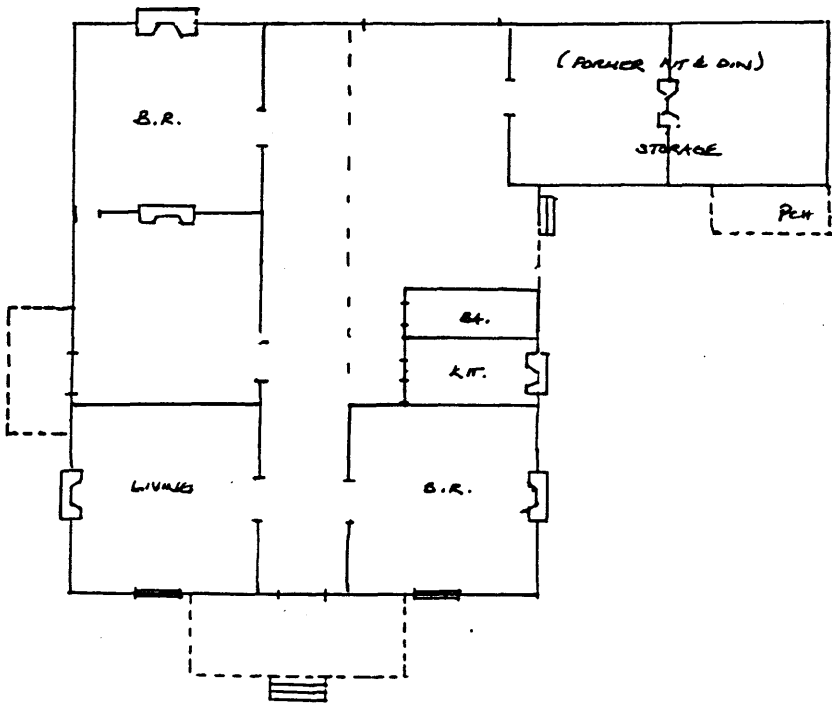 (FORMER KIT & DIN)
B.R.
STORAGE
PCH
BA.
KIT.
LIVING
B.R.